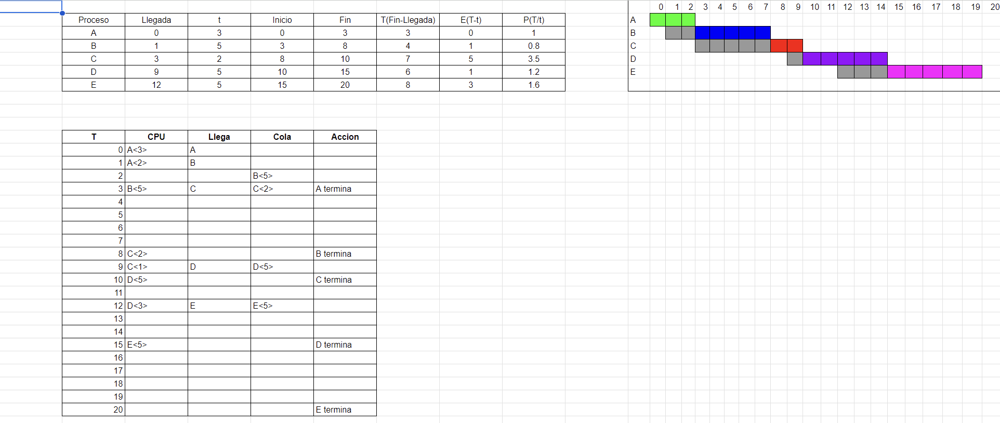 0 1 2 3 4 5 6 7 8 9 10 11 12 13 14 15 16 17 18 19 20
Proceso Llegada t Inicio Fin T(Fin-Llegada) E(T-t) P(T/t) A
A 0 3 0 3 3 0 1 B
B 1 5 3 8 4 1 0.8 C
C 3 2 8 10 7 5 3.5 D
D 9 5 10 15 6 1 1.2 E
E 12 5 15 20 8 3 1.6
T CPU Llega Cola Accion
0 A<3> A
1 A<2> B
2 B<5>
3 B<5> C C<2> A termina
4
5
6
7
8 C<2> B termina
9 C<1> D D<5>
10 D<5> C termina
11
12 D<3> E E<5>
13
14
15 E<5> D termina
16
17
18
19
20 E termina